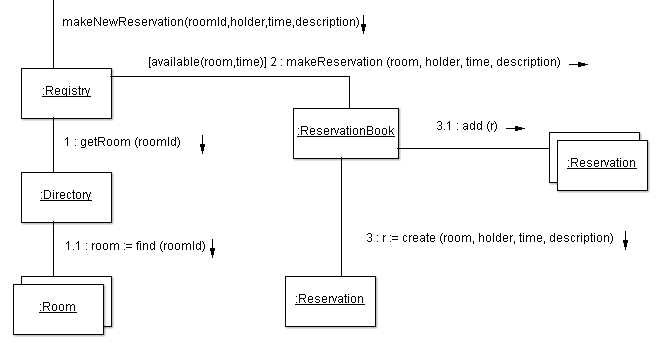 makeNewReservation(roomId,holder,time,description)
[available(room,time)] 2 : makeReservation (room, holder, time, description)
:Registry
:ReservationBook
3.1 : add (r)
1 : getRoom (roomId)
:Reservation
:Directory
3 : r := create (room, holder, time, description)
1.1 : room := find (roomId)
:Room
:Reservation